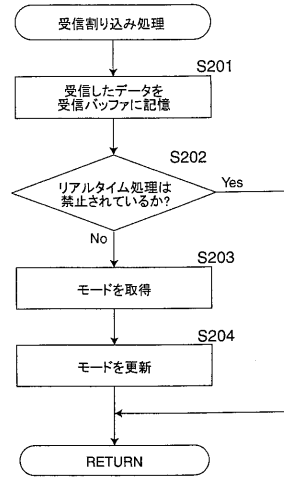 受信割り込み処理
S201
受信したデータを
受信バッファに記憶
S202
リアルタイム処理は
禁止されているか?
Yes
No
S203
モードを取得
S204
モードを更新
RETURN